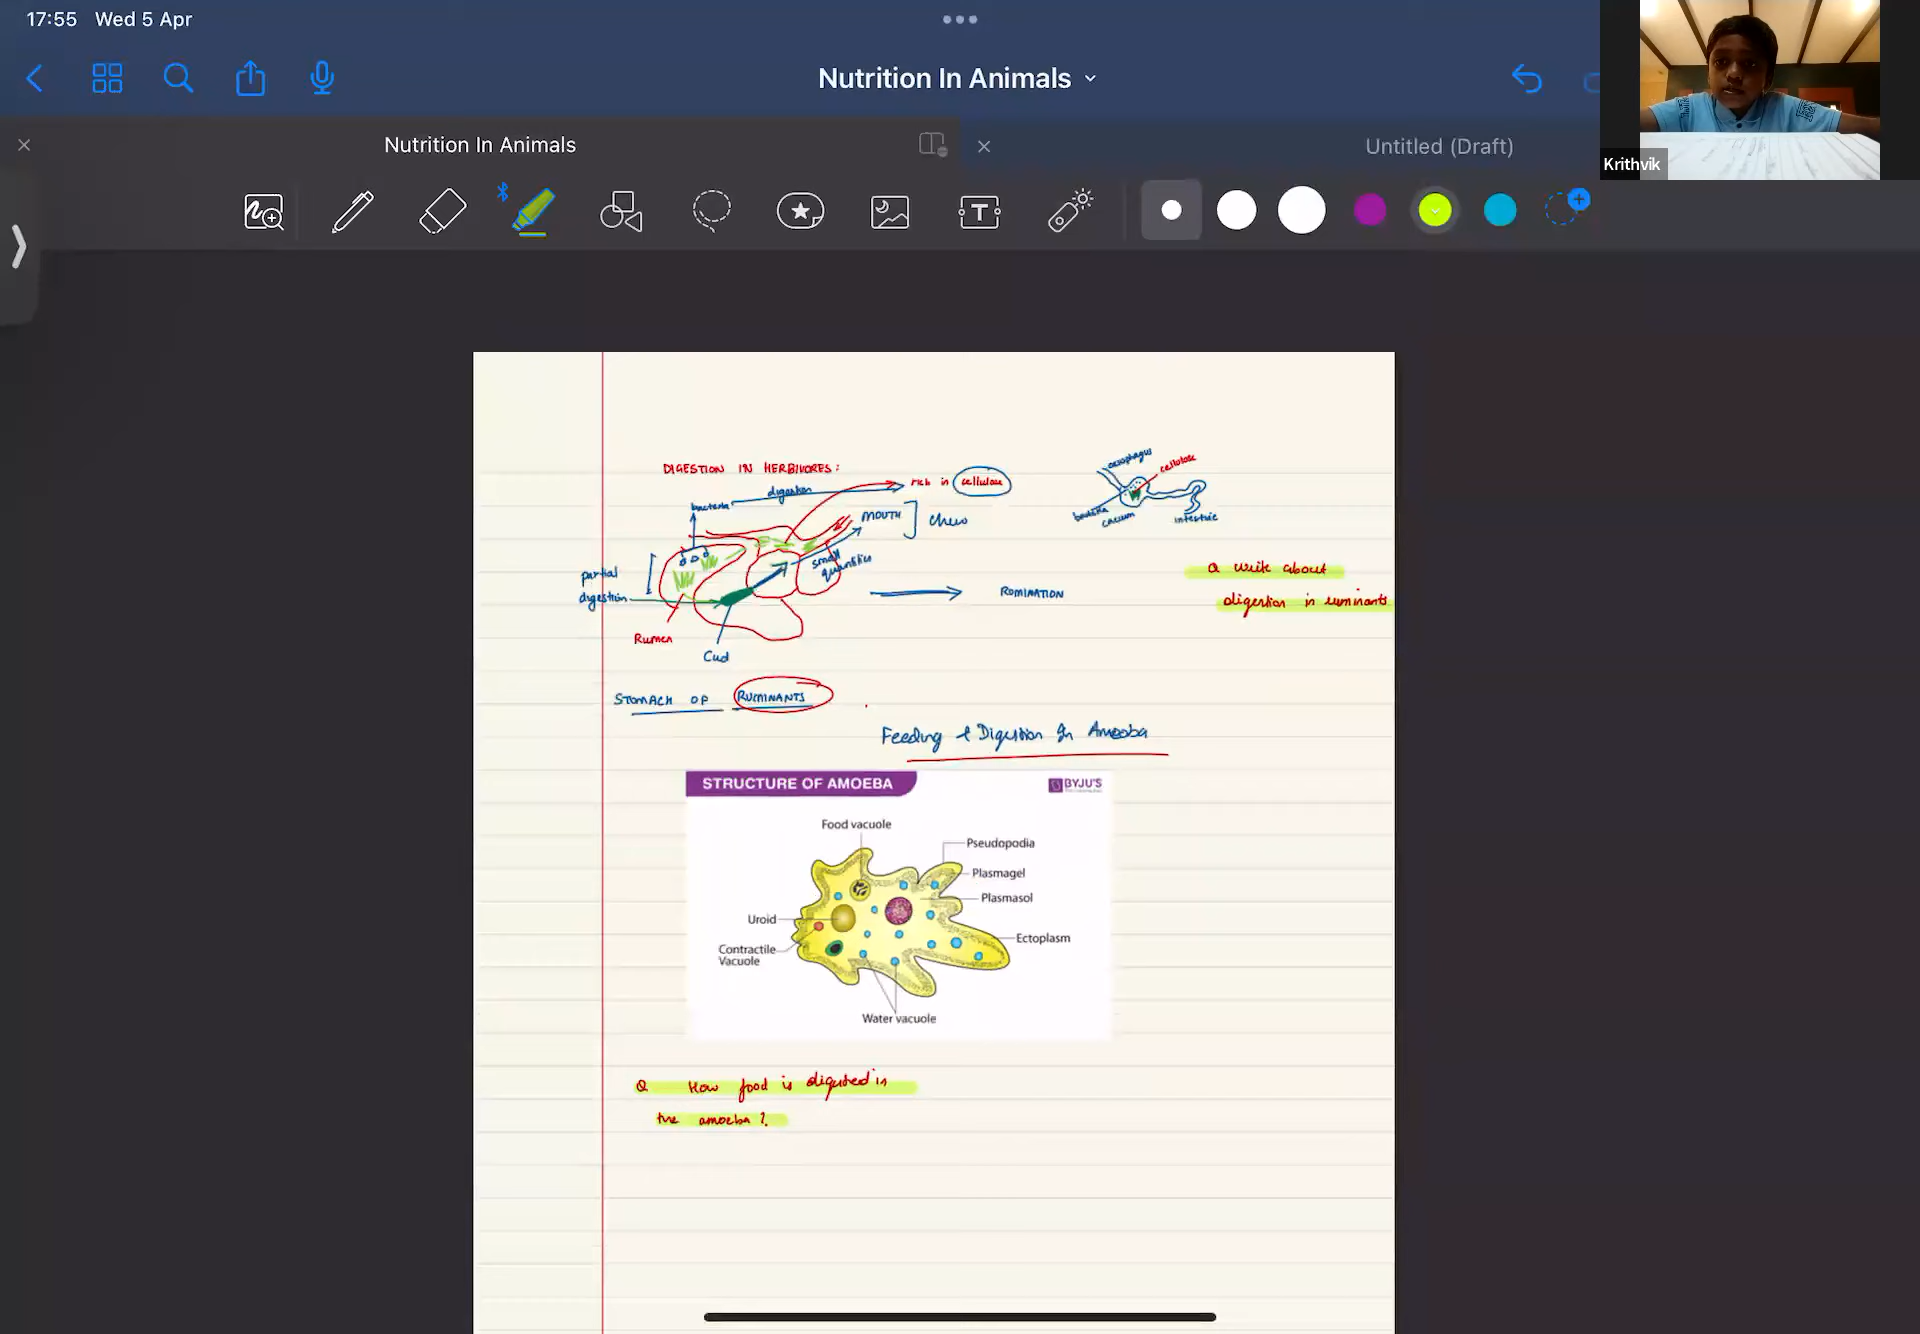 17:55 Wed 5 Apr
Nutrition In Animals
Nutrition In Animals
Untitled (Draft)
Krithvik
DIGESTION IN HERBIVORES:
digestion
rich in cellulose
bacteria
MOUTH
chew
small
quantities
partial
digestion
Rumen
Cud
ROMINATION
oesophagus
cellulose
bacteria
caecum
intestine
Q write about
digestion in ruminants
STOMACH OF RUMINANTS
Feeding & Digestion In Amoeba
STRUCTURE OF AMOEBA
BYJU'S
Food vacuole
Pseudopodia
Plasmagel
Plasmasol
Uroid
Contractile
Vacuole
Ectoplasm
Water vacuole
Q How food is digested in
the amoeba?